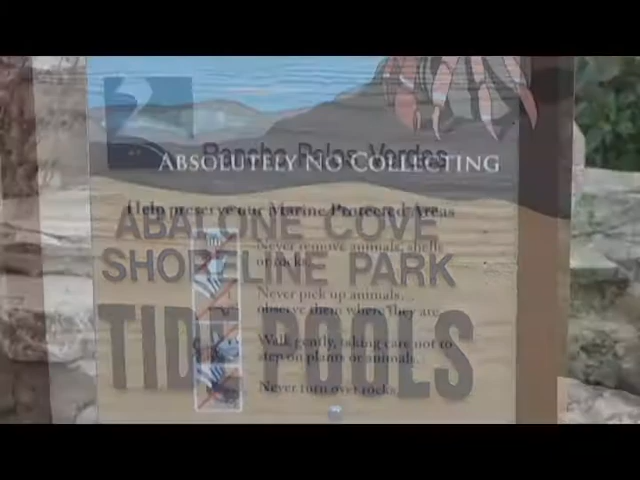 Rancho Palos Verdes
ABSOLUTELY NO COLLECTING
Help preserve our Marine Protected Areas
ABALONE COVE
SHORELINE PARK
TIDE POOLS
Never remove animals, shells
or rocks.
Never pick up animals...
observe them where they are.
Walk gently, taking care not to
step on plants or animals.
Never turn over rocks.